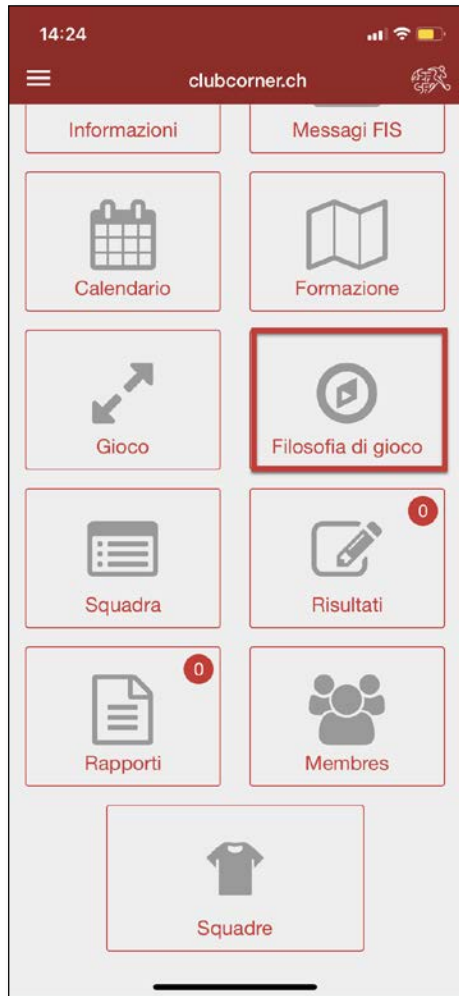 14:24
clubcorner.ch
Informazioni
Messagi FIS
Calendario
Formazione
Gioco
Filosofia di gioco
0
Squadra
Risultati
0
Rapporti
Membres
Squadre